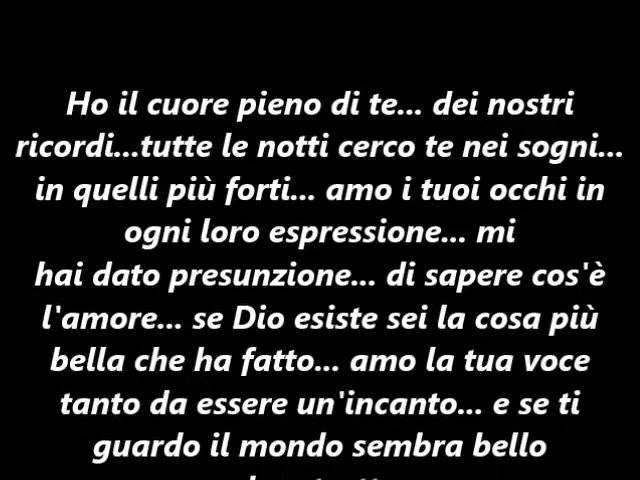 Ho il cuore pieno di te... dei nostri
ricordi...tutte le notti cerco te nei sogni...
in quelli più forti... amo i tuoi occhi in
ogni loro espressione... mi
hai dato presunzione... di sapere cos'è
l'amore... se Dio esiste sei la cosa più
bella che ha fatto... amo la tua voce
tanto da essere un'incanto... e se ti
guardo il mondo sembra bello